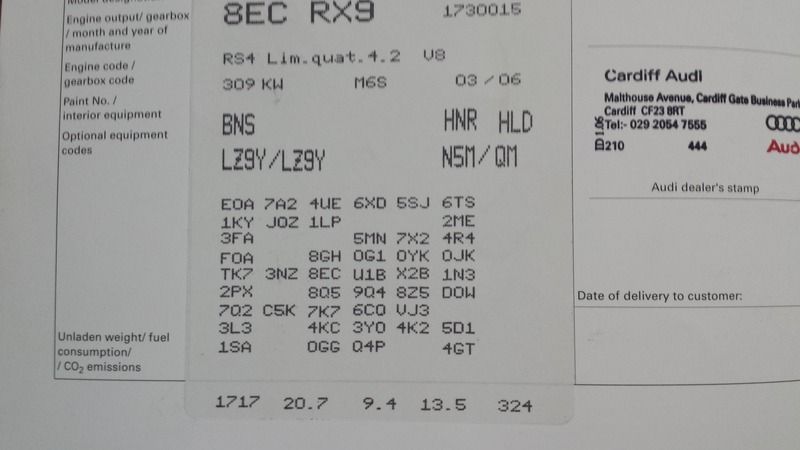 Engine output/ gearbox
/ month and year of
manufacture
Engine code /
gearbox code
Paint No. /
interior equipment
Optional equipment
codes
Unladen weight/ fuel
consumption/
/ CO2 emissions
8EC RX9 1730015
RS4 Lim.quat.4.2 V8
309 KW M6S 03/06
BNS HNR HLD
LZ9Y/LZ9Y N5M/QM
E0A 7A2 4UE 6XD 5SJ 6TS
1KY J0Z 1LP 2ME
3FA 5MN 7X2 4R4
F0A 8GH 0G1 0YK 0JK
TK7 3NZ 8EC U1B X2B 1N3
2PX 8Q5 9Q4 8Z5 D0W
7Q2 C5K 7K7 6C0 VJ3
3L3 4KC 3Y0 4K2 5D1
1SA 0GG Q4P 4GT
1717 20.7 9.4 13.5 324
Cardiff Audi
Malthouse Avenue, Cardiff Gate Business Park
Cardiff CF23 8RT
Tel:- 029 2054 7555
210 444
Audi
Audi dealer's stamp
Date of delivery to customer: